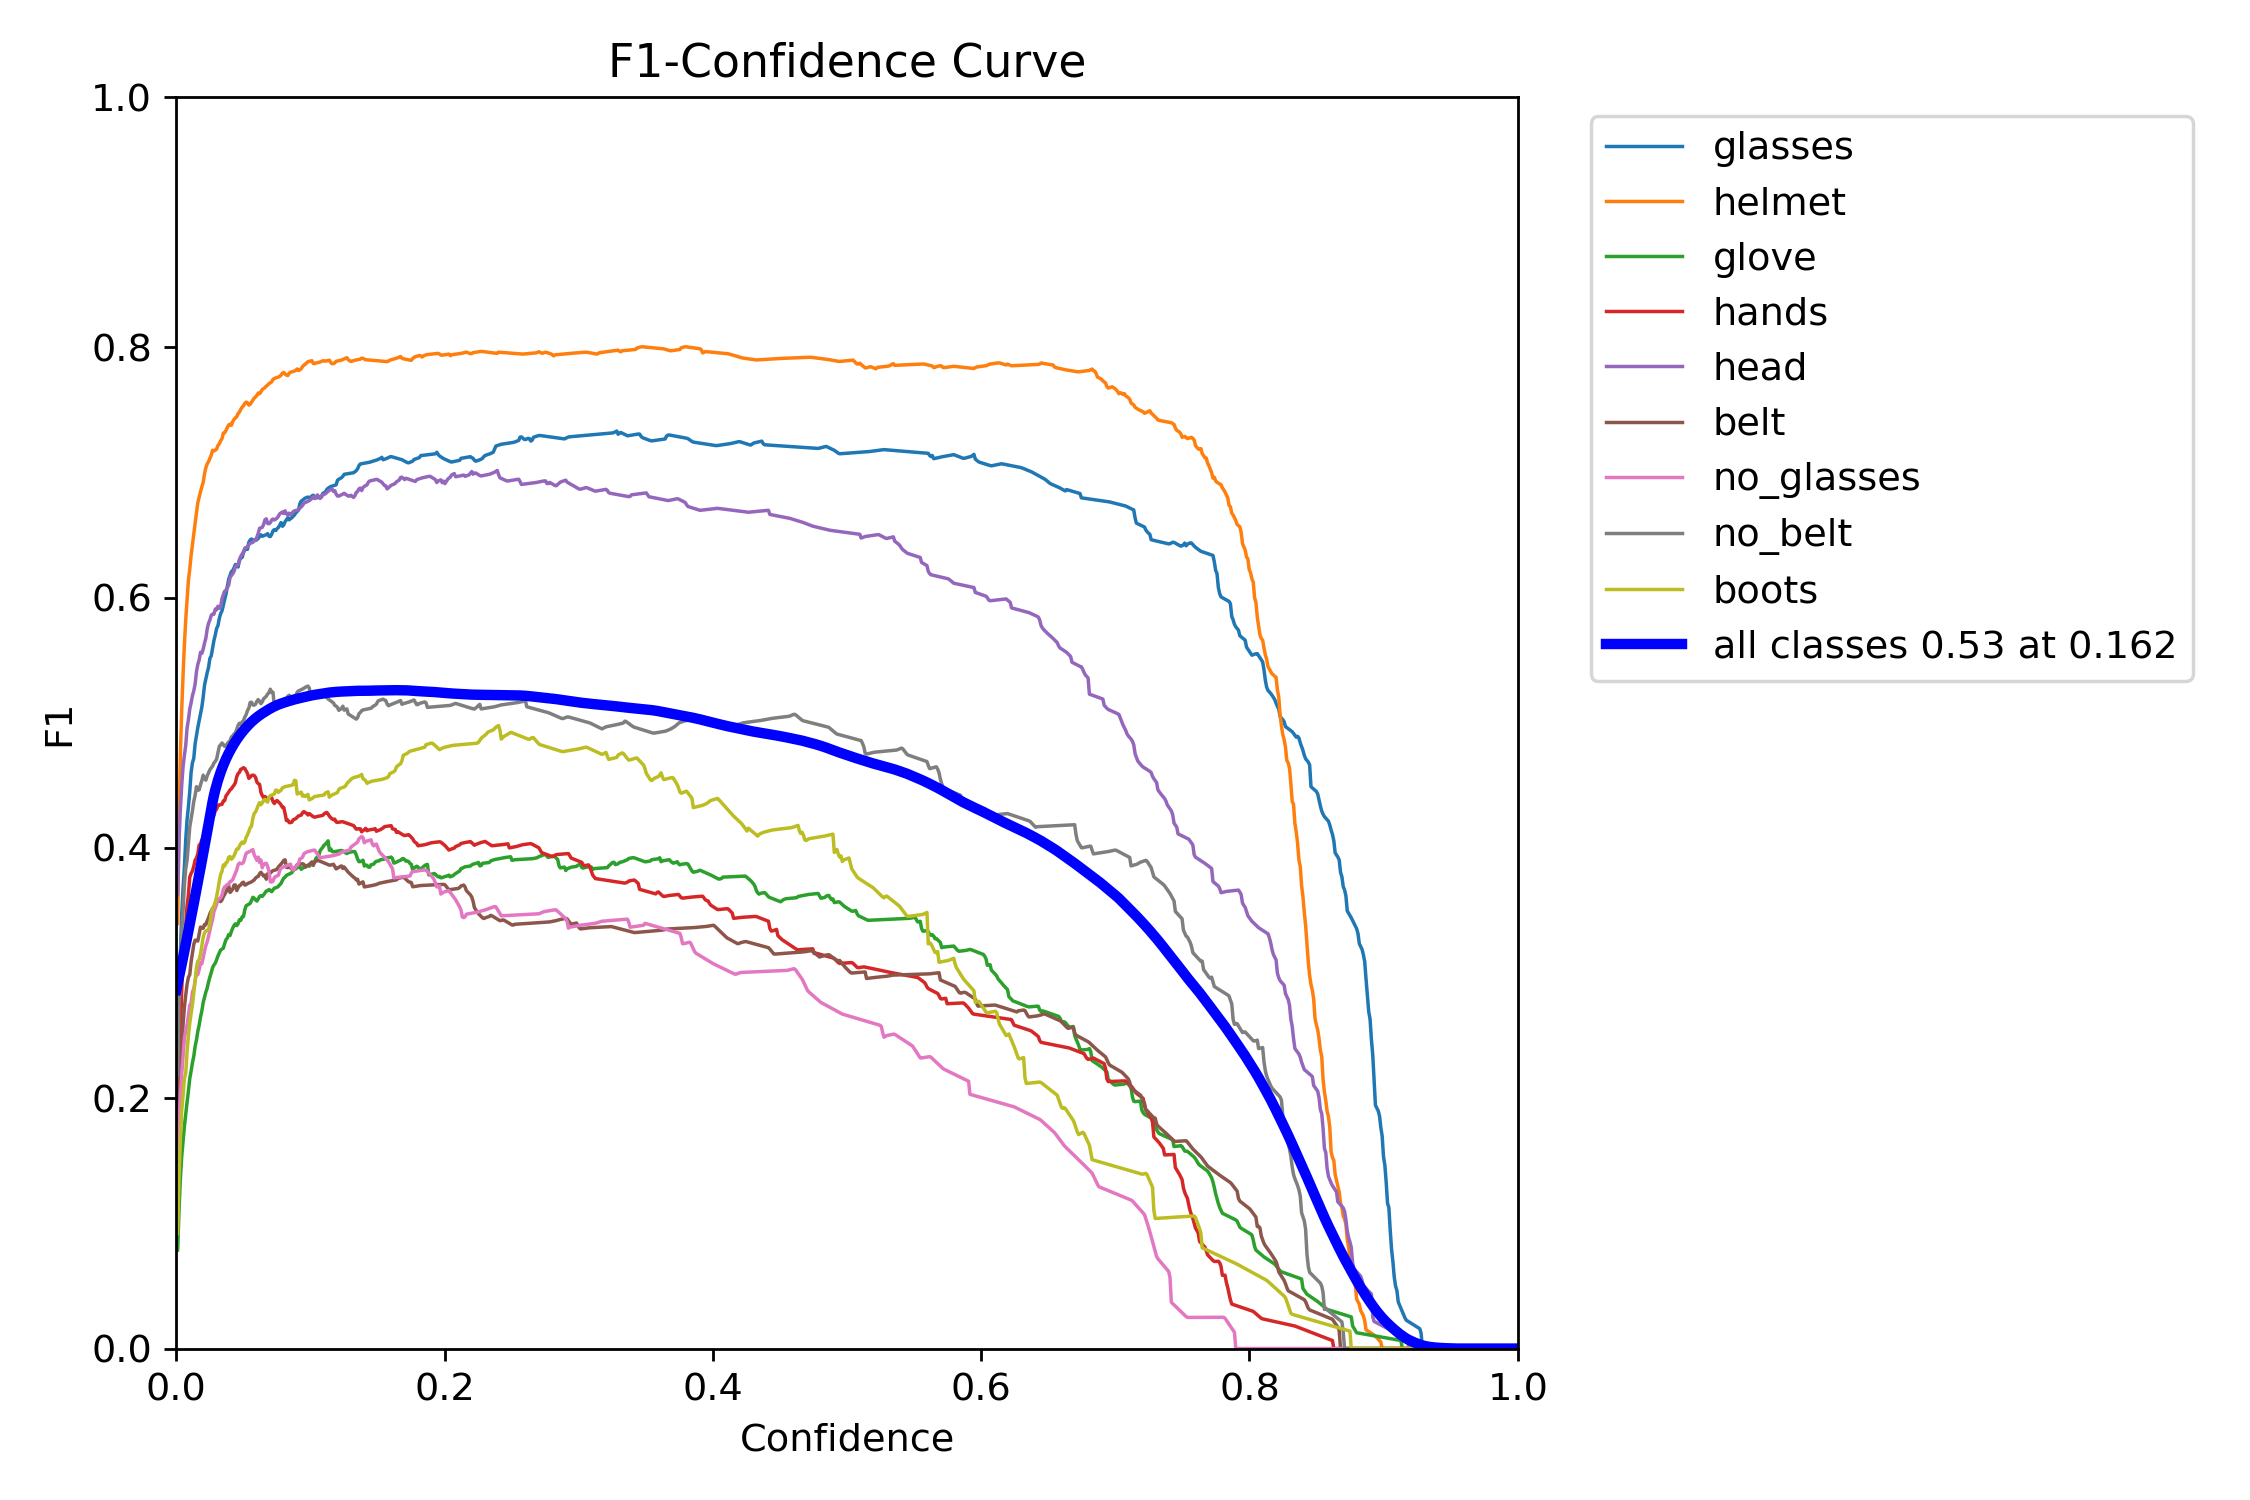 F1-Confidence Curve
1.0
0.8
0.6
0.4
0.2
0.0
F1
0.0 0.2 0.4 0.6 0.8 1.0
Confidence
glasses
helmet
glove
hands
head
belt
no_glasses
no_belt
boots
all classes 0.53 at 0.162